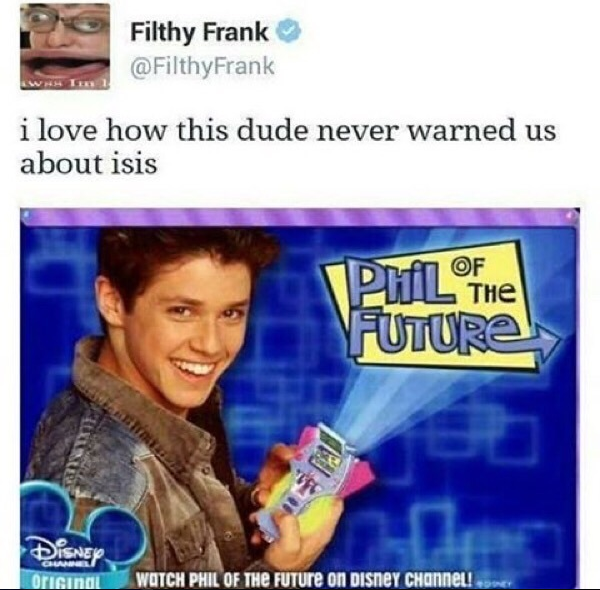 Filthy Frank
@FilthyFrank
i love how this dude never warned us
about isis
PHiL OF THE
FUTURe
DiSNEy
CHANNEL
OriGinal
WATCH PHIL OF THE FUTUre on DISNEY CHanneL! ©DISNEY